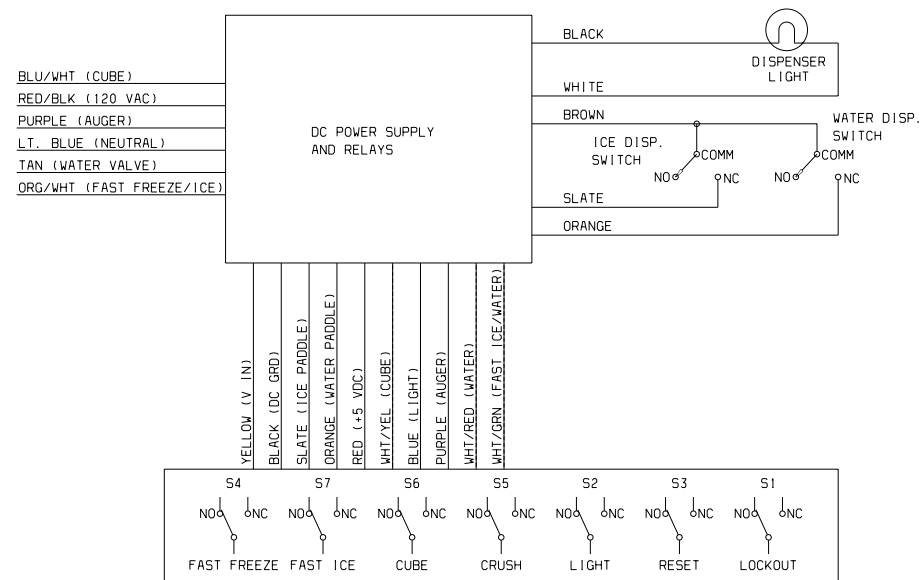 BLACK
DISPENSER
LIGHT
WHITE
BLU/WHT (CUBE)
RED/BLK (120 VAC)
PURPLE (AUGER)
LT. BLUE (NEUTRAL)
TAN (WATER VALVE)
ORG/WHT (FAST FREEZE/ICE)
DC POWER SUPPLY
AND RELAYS
BROWN
ICE DISP.
SWITCH
COMM
NO
NC
WATER DISP.
SWITCH
COMM
NO
NC
SLATE
ORANGE
YELLOW (V IN)
BLACK (DC GRD)
SLATE (ICE PADDLE)
ORANGE (WATER PADDLE)
RED (+5 VDC)
WHT/YEL (CUBE)
BLUE (LIGHT)
PURPLE (AUGER)
WHT/RED (WATER)
WHT/GRN (FAST ICE/WATER)
S4 S7 S6 S5 S2 S3 S1
NO NC NO NC NO NC NO NC NO NC NO NC NO NC
FAST FREEZE FAST ICE CUBE CRUSH LIGHT RESET LOCKOUT